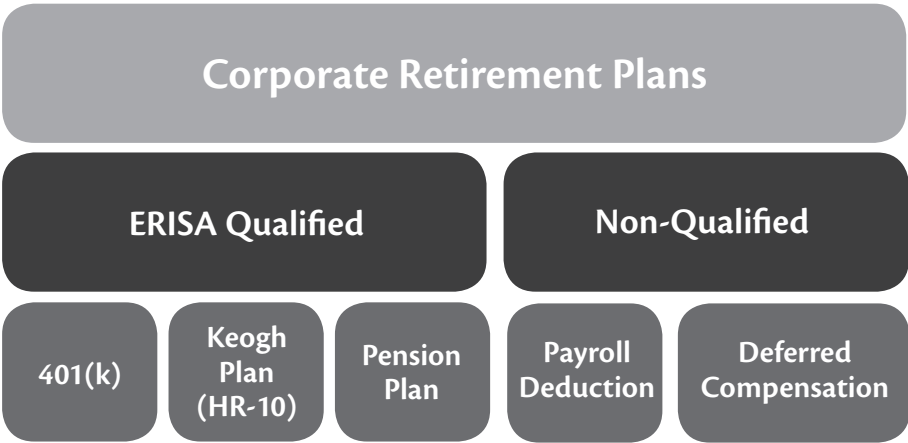 Corporate Retirement Plans
ERISA Qualified
Non-Qualified
401(k)
Keogh
Plan
(HR-10)
Pension
Plan
Payroll
Deduction
Deferred
Compensation